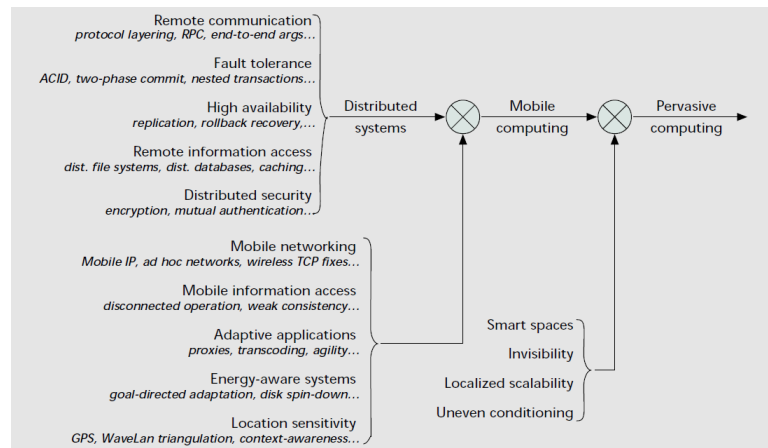 Remote communication
protocol layering, RPC, end-to-end args...
Fault tolerance
ACID, two-phase commit, nested transactions...
High availability
replication, rollback recovery,...
Remote information access
dist. file systems, dist. databases, caching...
Distributed security
encryption, mutual authentication...
Distributed
systems
Mobile
computing
Pervasive
computing
Mobile networking
Mobile IP, ad hoc networks, wireless TCP fixes...
Mobile information access
disconnected operation, weak consistency...
Adaptive applications
proxies, transcoding, agility...
Energy-aware systems
goal-directed adaptation, disk spin-down...
Location sensitivity
GPS, WaveLan triangulation, context-awareness...
Smart spaces
Invisibility
Localized scalability
Uneven conditioning